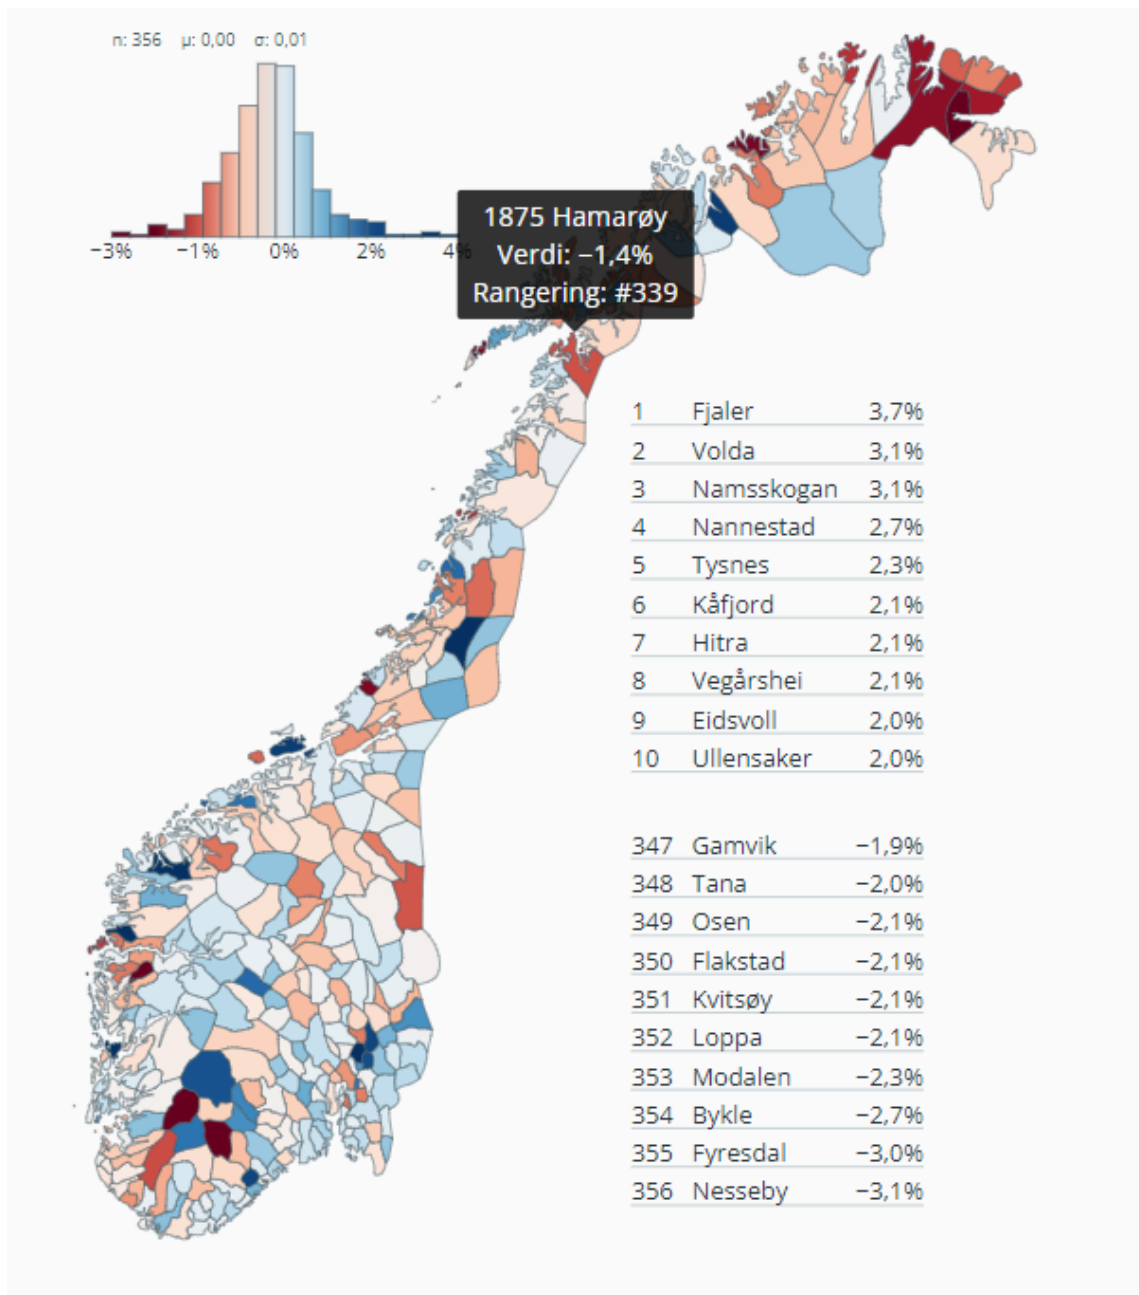 n: 356 μ: 0,00 σ: 0,01
−3% −1% 0% 2% 4%
1875 Hamarøy
Verdi: −1,4%
Rangering: #339
1 Fjaler 3,7%
2 Volda 3,1%
3 Namsskogan 3,1%
4 Nannestad 2,7%
5 Tysnes 2,3%
6 Kåfjord 2,1%
7 Hitra 2,1%
8 Vegårshei 2,1%
9 Eidsvoll 2,0%
10 Ullensaker 2,0%
347 Gamvik −1,9%
348 Tana −2,0%
349 Osen −2,1%
350 Flakstad −2,1%
351 Kvitsøy −2,1%
352 Loppa −2,1%
353 Modalen −2,3%
354 Bykle −2,7%
355 Fyresdal −3,0%
356 Nesseby −3,1%